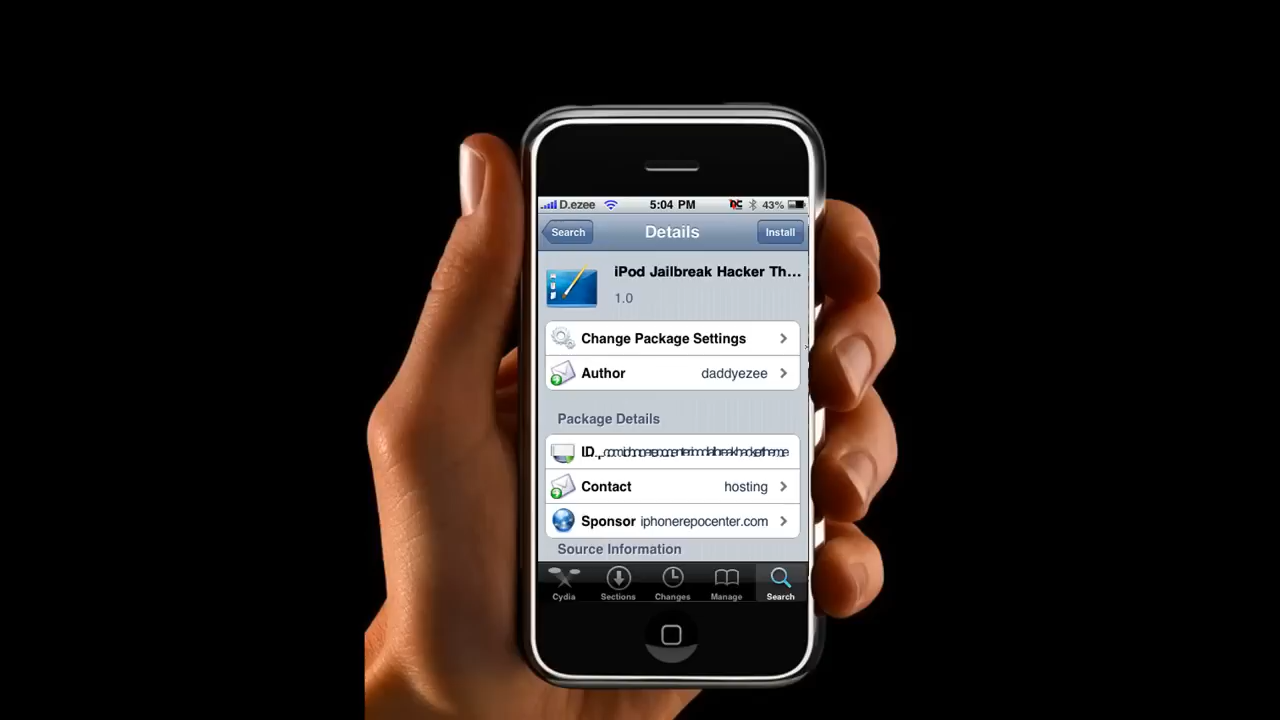 D.ezee 5:04 PM 43%
Search Details Install
iPod Jailbreak Hacker Th...
1.0
Change Package Settings
Author daddyezee
Package Details
ID
Contact hosting
Sponsor iphonerepocenter.com
Source Information
Cydia Sections Changes Manage Search